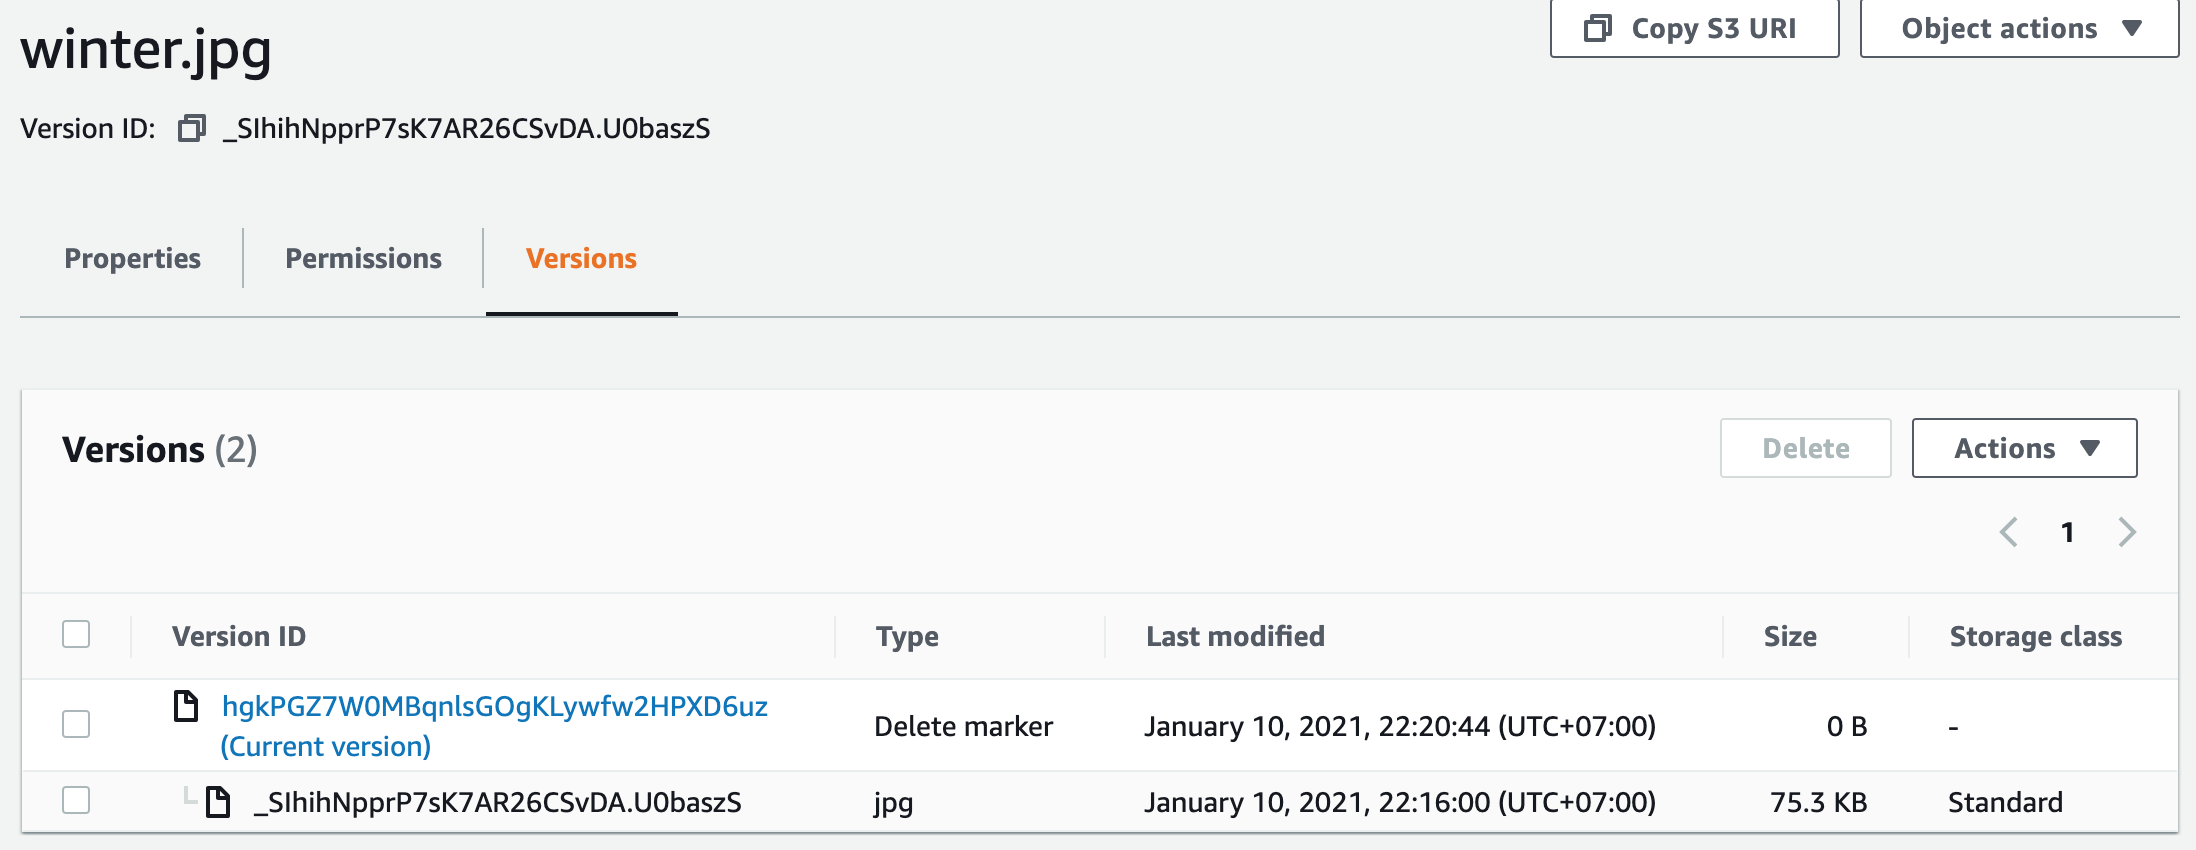 winter.jpg
Copy S3 URI
Object actions
Version ID: _SIhihNpprP7sK7AR26CSvDA.U0baszS
Properties
Permissions
Versions
Versions (2)
Delete
Actions
1
Version ID Type Last modified Size Storage class
hgkPGZ7W0MBqnlsGOgKLywfw2HPXD6uz
(Current version)
Delete marker January 10, 2021, 22:20:44 (UTC+07:00) 0 B -
_SIhihNpprP7sK7AR26CSvDA.U0baszS jpg January 10, 2021, 22:16:00 (UTC+07:00) 75.3 KB Standard